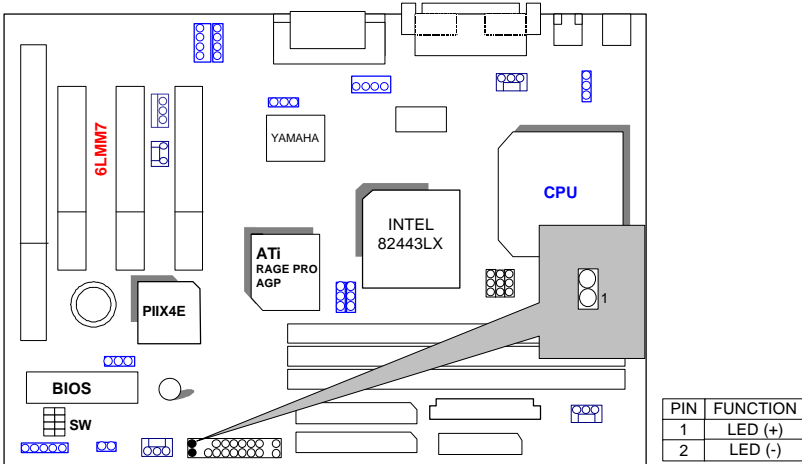 6LMM7
YAMAHA
CPU
INTEL
82443LX
ATi
RAGE PRO
AGP
PIIX4E
1
BIOS
SW
PIN FUNCTION
1 LED (+)
2 LED (-)